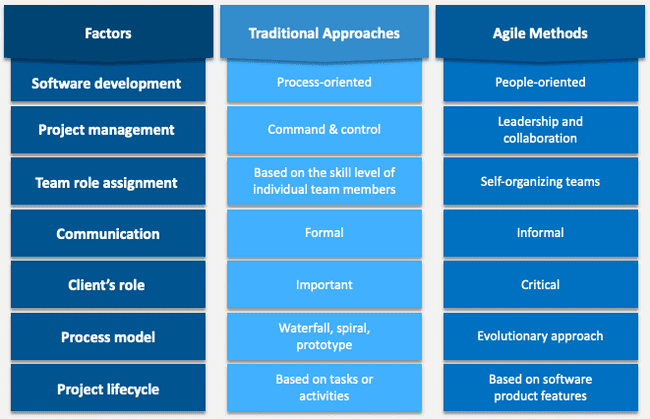 Factors
Traditional Approaches
Agile Methods
Software development
Process-oriented
People-oriented
Project management
Command & control
Leadership and
collaboration
Team role assignment
Based on the skill level of
individual team members
Self-organizing teams
Communication
Formal
Informal
Client's role
Important
Critical
Process model
Waterfall, spiral,
prototype
Evolutionary approach
Project lifecycle
Based on tasks or
activities
Based on software
product features